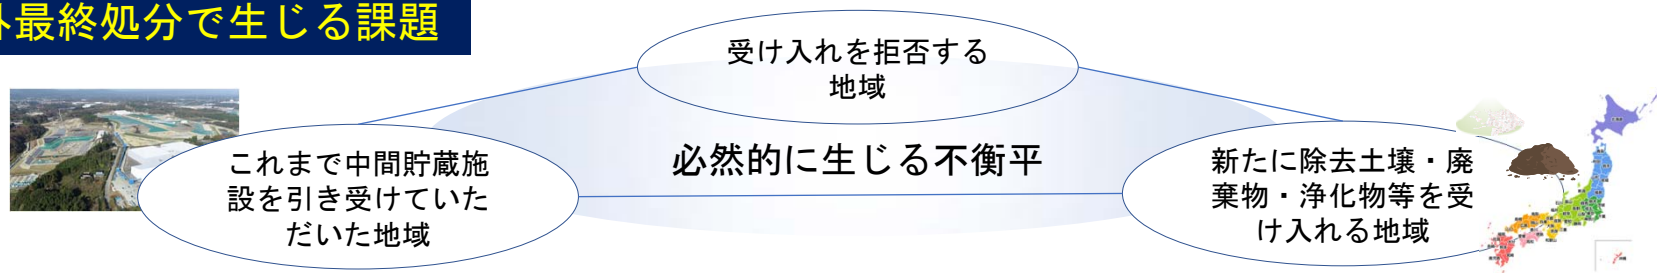 外最終処分で生じる課題
受け入れを拒否する
地域
必然的に生じる不衡平
これまで中間貯蔵施
設を引き受けていた
だいた地域
新たに除去土壌・廃
棄物・浄化物等を受
け入れる地域